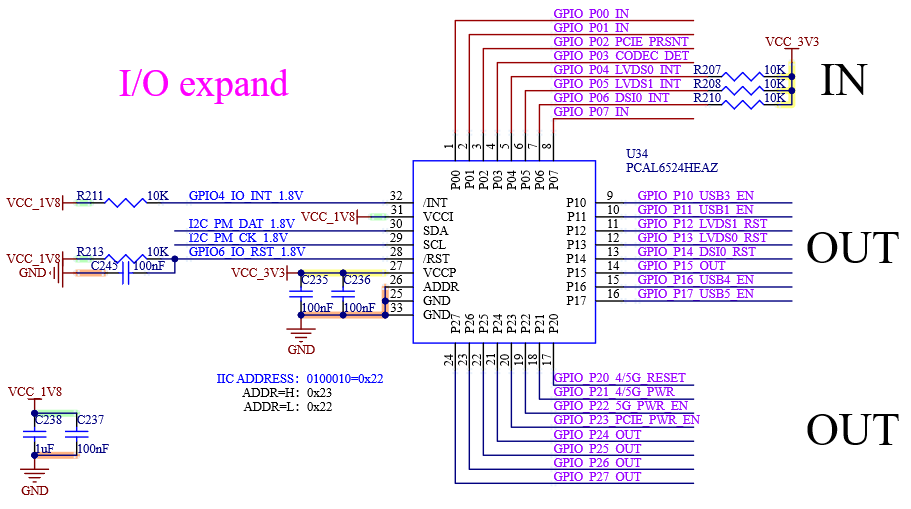 GPIO_P00_IN
GPIO_P01_IN
GPIO_P02_PCIE_PRSNT
GPIO_P03_CODEC_DET
GPIO_P04_LVDS0_INT
GPIO_P05_LVDS1_INT
GPIO_P06_DSI0_INT
GPIO_P07_IN
VCC_3V3
R207 10K
R208 10K
R210 10K
IN
I/O expand
1 2 3 4 5 6 7 8
P00 P01 P02 P03 P04 P05 P06 P07
U34
PCAL6524HEAZ
VCC_1V8 R211 10K GPIO4_IO_INT_1.8V 32 /INT
VCC_1V8 31 VCCI
I2C_PM_DAT_1.8V 30 SDA
I2C_PM_CK_1.8V 29 SCL
VCC_1V8 R213 10K GPIO6_IO_RST_1.8V 28 /RST
GND C245 100nF
VCC_3V3 27 VCCP
26 ADDR
25 GND
33 GND
C235 C236
100nF 100nF
GND
P10 9 GPIO_P10_USB3_EN
P11 10 GPIO_P11_USB1_EN
P12 11 GPIO_P12_LVDS1_RST
P12 12 GPIO_P13_LVDS0_RST
P14 13 GPIO_P14_DSI0_RST
P15 14 GPIO_P15_OUT
P16 15 GPIO_P16_USB4_EN
P17 16 GPIO_P17_USB5_EN
OUT
P27 P26 P25 P24 P23 P22 P21 P20
24 23 22 21 20 19 18 17
IIC ADDRESS: 0100010=0x22
ADDR=H: 0x23
ADDR=L: 0x22
GPIO_P20_4/5G_RESET
GPIO_P21_4/5G_PWR
GPIO_P22_5G_PWR_EN
GPIO_P23_PCIE_PWR_EN
GPIO_P24_OUT
GPIO_P25_OUT
GPIO_P26_OUT
GPIO_P27_OUT
OUT
VCC_1V8
C238 C237
1uF 100nF
GND